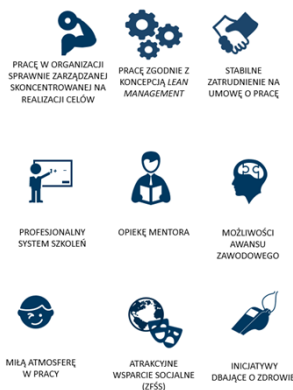 PRACĘ W ORGANIZACJI
SPRAWNIE ZARZĄDZANEJ
SKONCENTROWANEJ NA
REALIZACJI CELÓW
PRACĘ ZGODNIE Z
KONCEPCJĄ LEAN
MANAGEMENT
STABILNE
ZATRUDNIENIE NA
UMOWĘ O PRACĘ
PROFESJONALNY
SYSTEM SZKOLEŃ
OPIEKĘ MENTORA
MOŻLIWOŚCI
AWANSU
ZAWODOWEGO
MIŁĄ ATMOSFERĘ
W PRACY
ATRAKCYJNE
WSPARCIE SOCJALNE
(ZFŚS)
INICJATYWY
DBAJĄCE O ZDROWIE